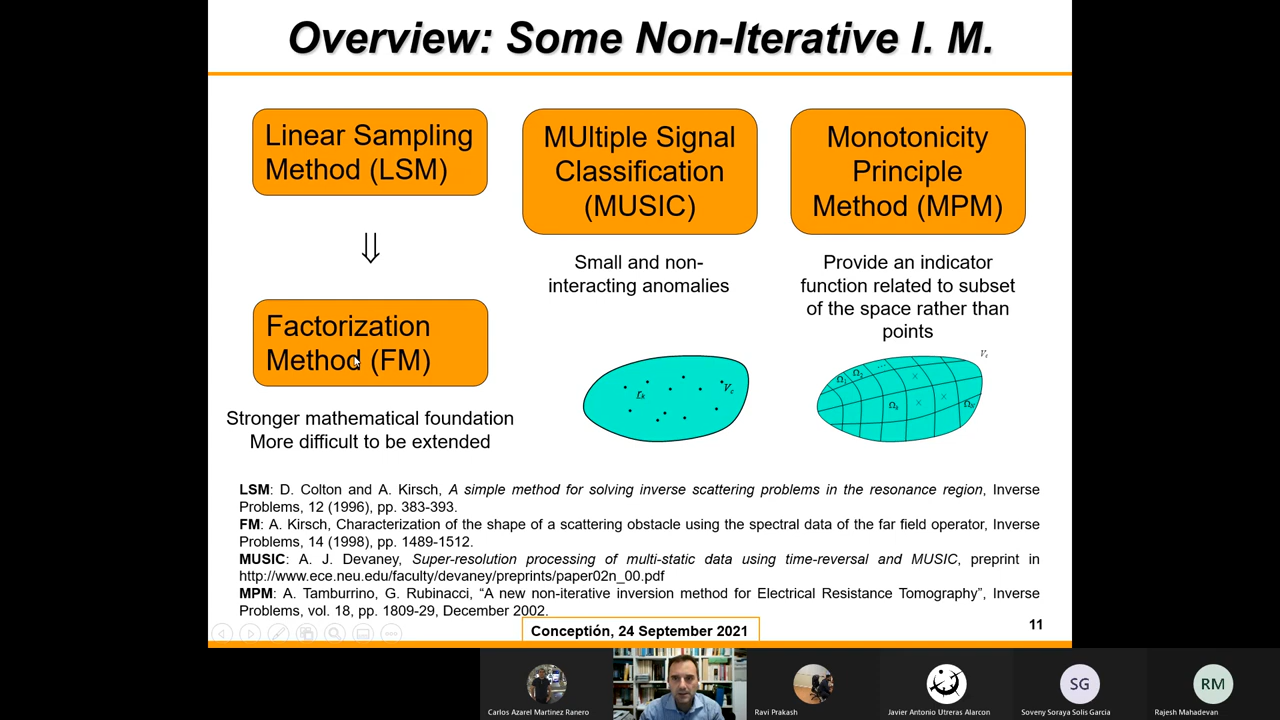 Overview: Some Non-Iterative I. M.
Linear Sampling
Method (LSM)
⇓
Factorization
Method (FM)
Stronger mathematical foundation
More difficult to be extended
MUltiple Signal
Classification
(MUSIC)
Small and non-
interacting anomalies
Vc
Monotonicity
Principle
Method (MPM)
Provide an indicator
function related to subset
of the space rather than
points
Ω1
Ω2
...
Ωk
LSM: D. Colton and A. Kirsch, A simple method for solving inverse scattering problems in the resonance region, Inverse
Problems, 12 (1996), pp. 383-393.
FM: A. Kirsch, Characterization of the shape of a scattering obstacle using the spectral data of the far field operator, Inverse
Problems, 14 (1998), pp. 1489-1512.
MUSIC: A. J. Devaney, Super-resolution processing of multi-static data using time-reversal and MUSIC, preprint in
http://www.ece.neu.edu/faculty/devaney/preprints/paper02n_00.pdf
MPM: A. Tamburrino, G. Rubinacci, “A new non-iterative inversion method for Electrical Resistance Tomography”, Inverse
Problems, vol. 18, pp. 1809-29, December 2002.
Conceptión, 24 September 2021
11
SG
RM
Carlos Azarel Martinez Ranero
Ravi Prakash
Javier Antonio Utreras Alarcon
Soveny Soraya Solis Garcia
Rajesh Mahadevan